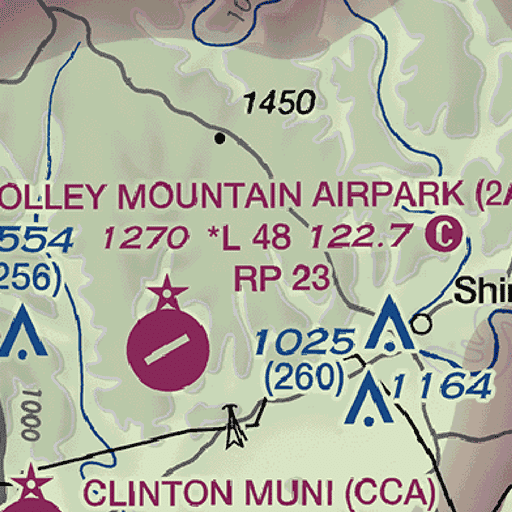 1450
OLLEY MOUNTAIN AIRPARK (2A
554 1270 *L 48 122.7 C
256) RP 23
Shir
1025
(260) 1164
1000
CLINTON MUNI (CCA)